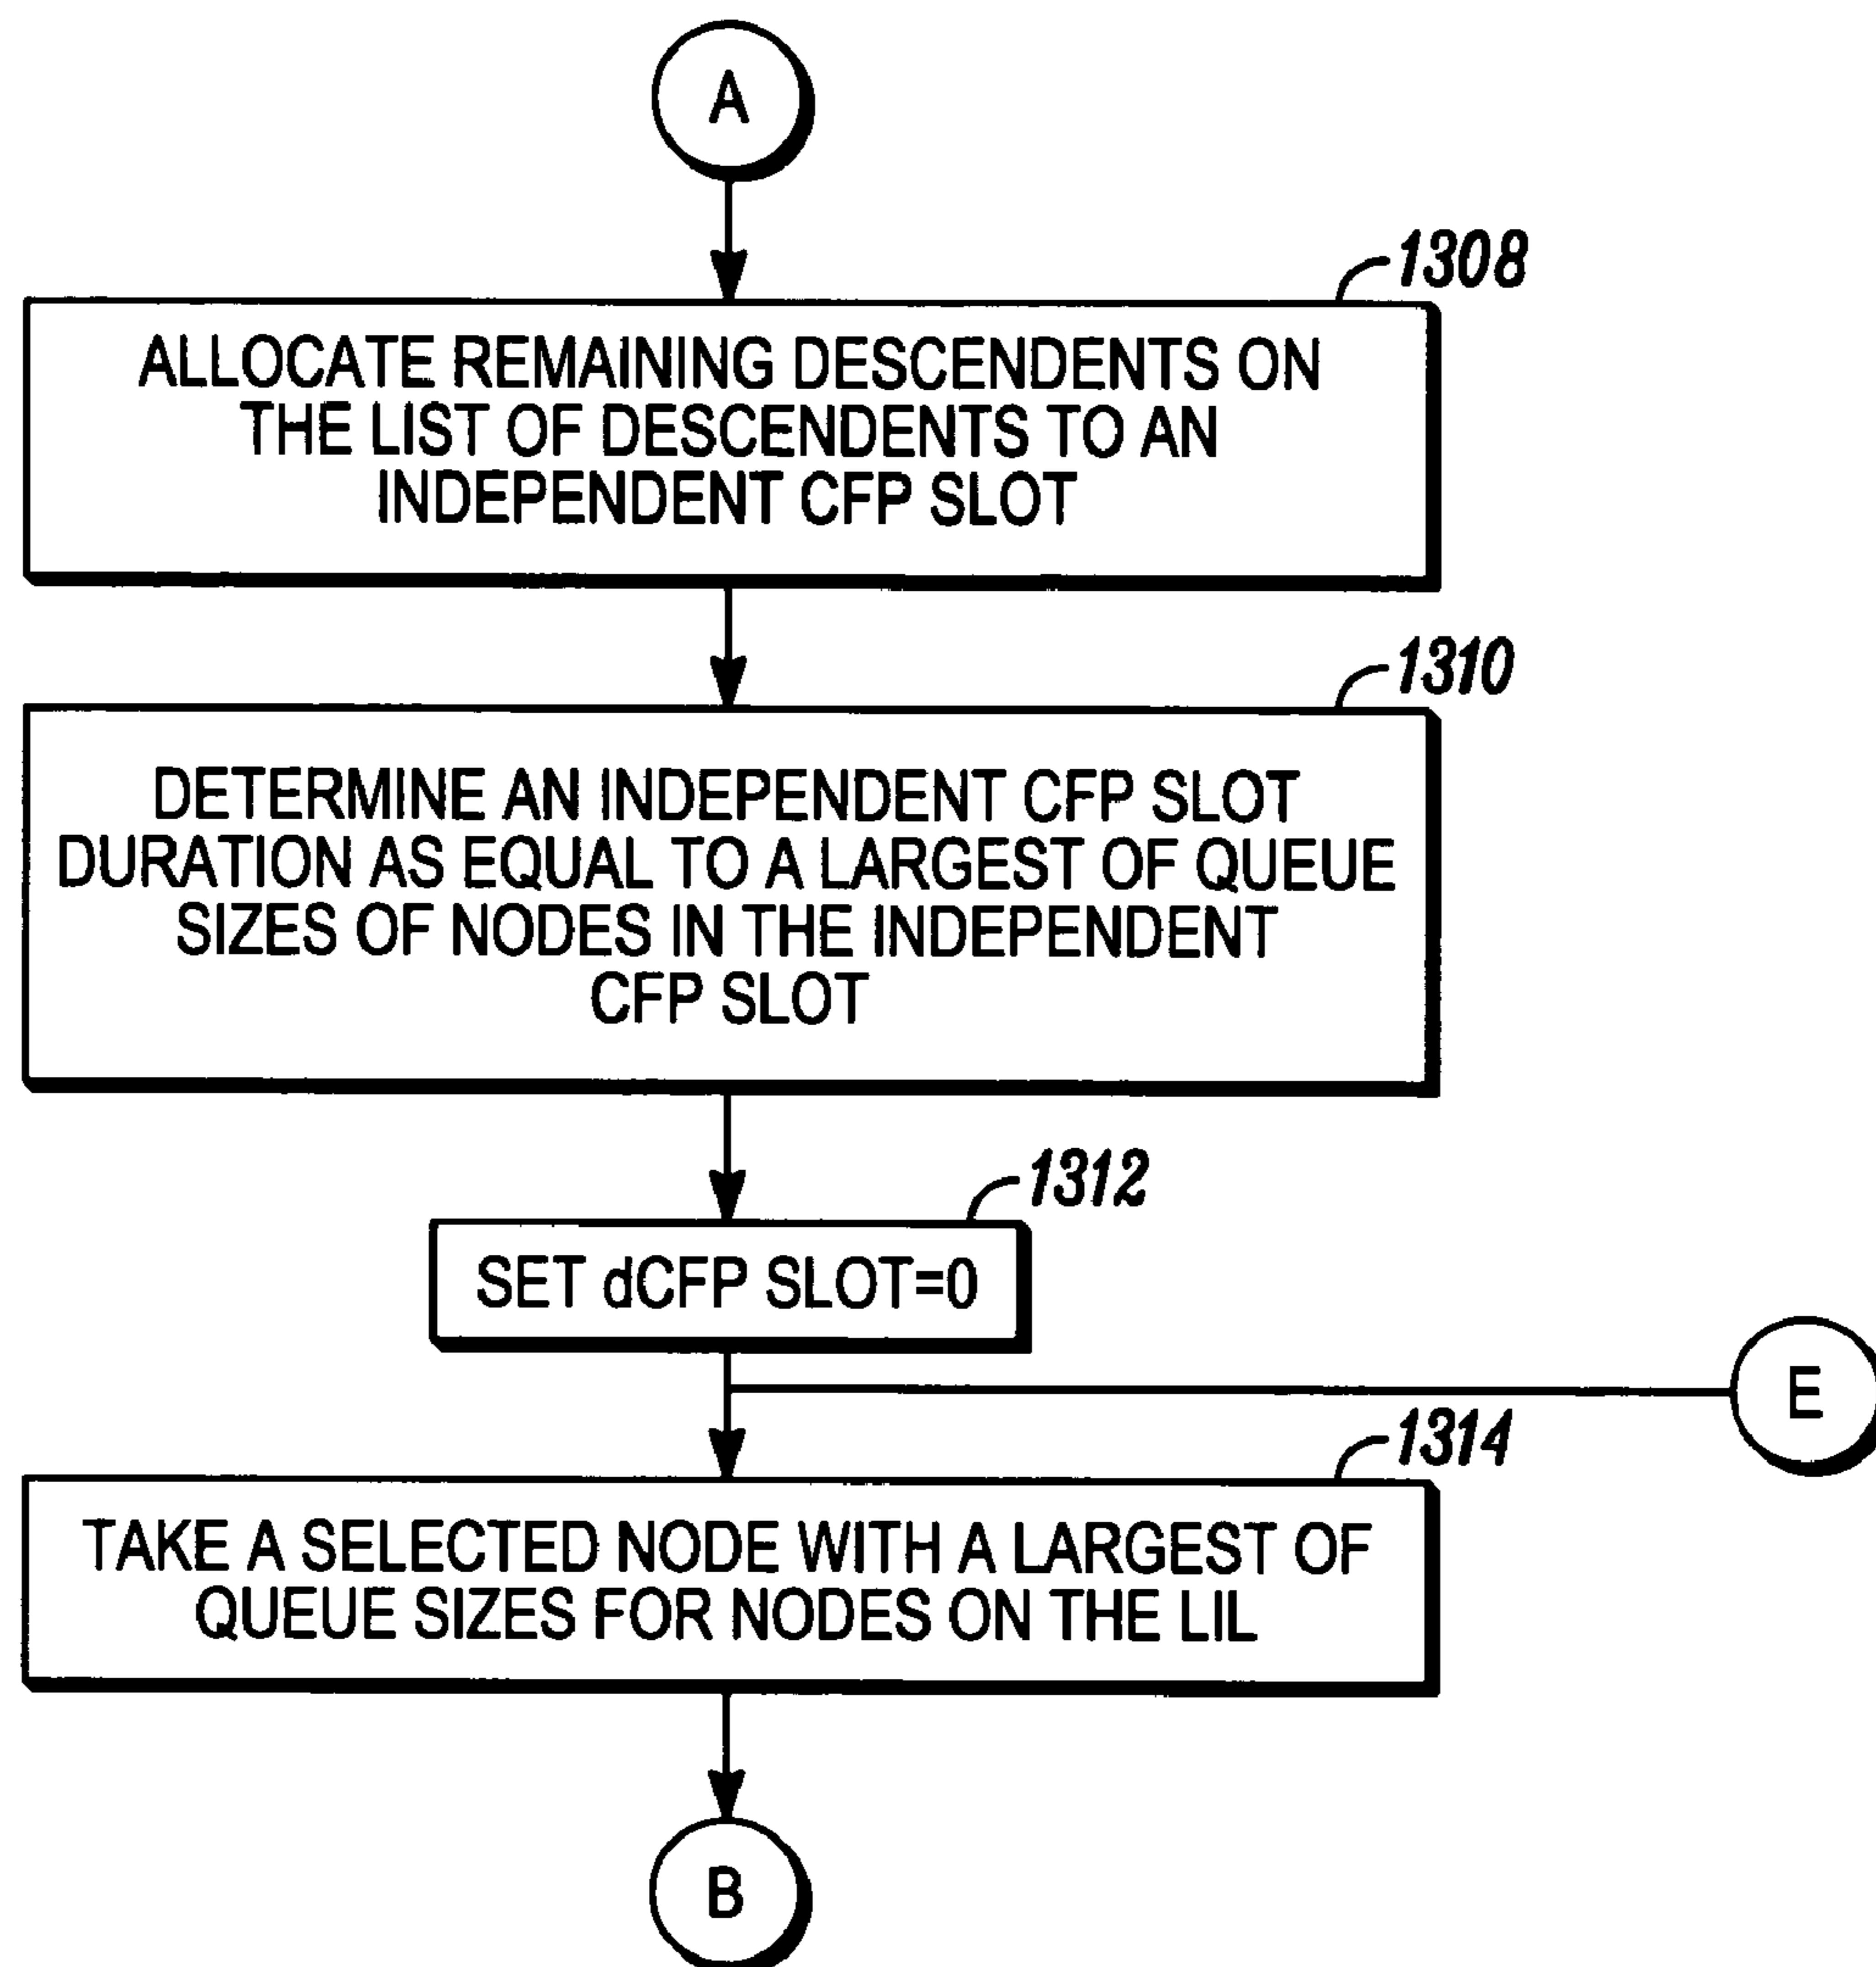 A
1308
ALLOCATE REMAINING DESCENDENTS ON
THE LIST OF DESCENDENTS TO AN
INDEPENDENT CFP SLOT
1310
DETERMINE AN INDEPENDENT CFP SLOT
DURATION AS EQUAL TO A LARGEST OF QUEUE
SIZES OF NODES IN THE INDEPENDENT
CFP SLOT
1312
SET dCFP SLOT=0
E
1314
TAKE A SELECTED NODE WITH A LARGEST OF
QUEUE SIZES FOR NODES ON THE LIL
B